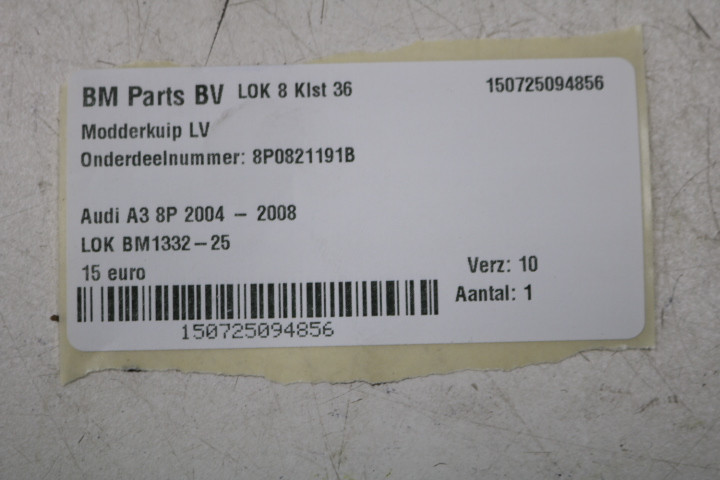 BM Parts BV LOK 8 Klst 36 150725094856
Modderkuip LV
Onderdeelnummer: 8P0821191B
Audi A3 8P 2004 – 2008
LOK BM1332–25
15 euro Verz: 10
Aantal: 1
150725094856